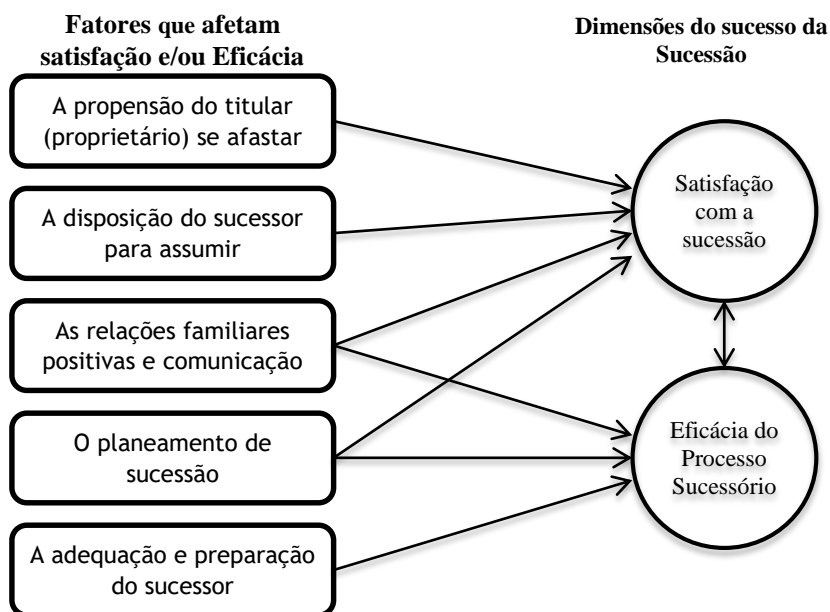 Fatores que afetam
satisfação e/ou Eficácia
Dimensões do sucesso da
Sucessão
A propensão do titular
(proprietário) se afastar
A disposição do sucessor
para assumir
As relações familiares
positivas e comunicação
O planeamento de
sucessão
A adequação e preparação
do sucessor
Satisfação
com a
sucessão
Eficácia do
Processo
Sucessório